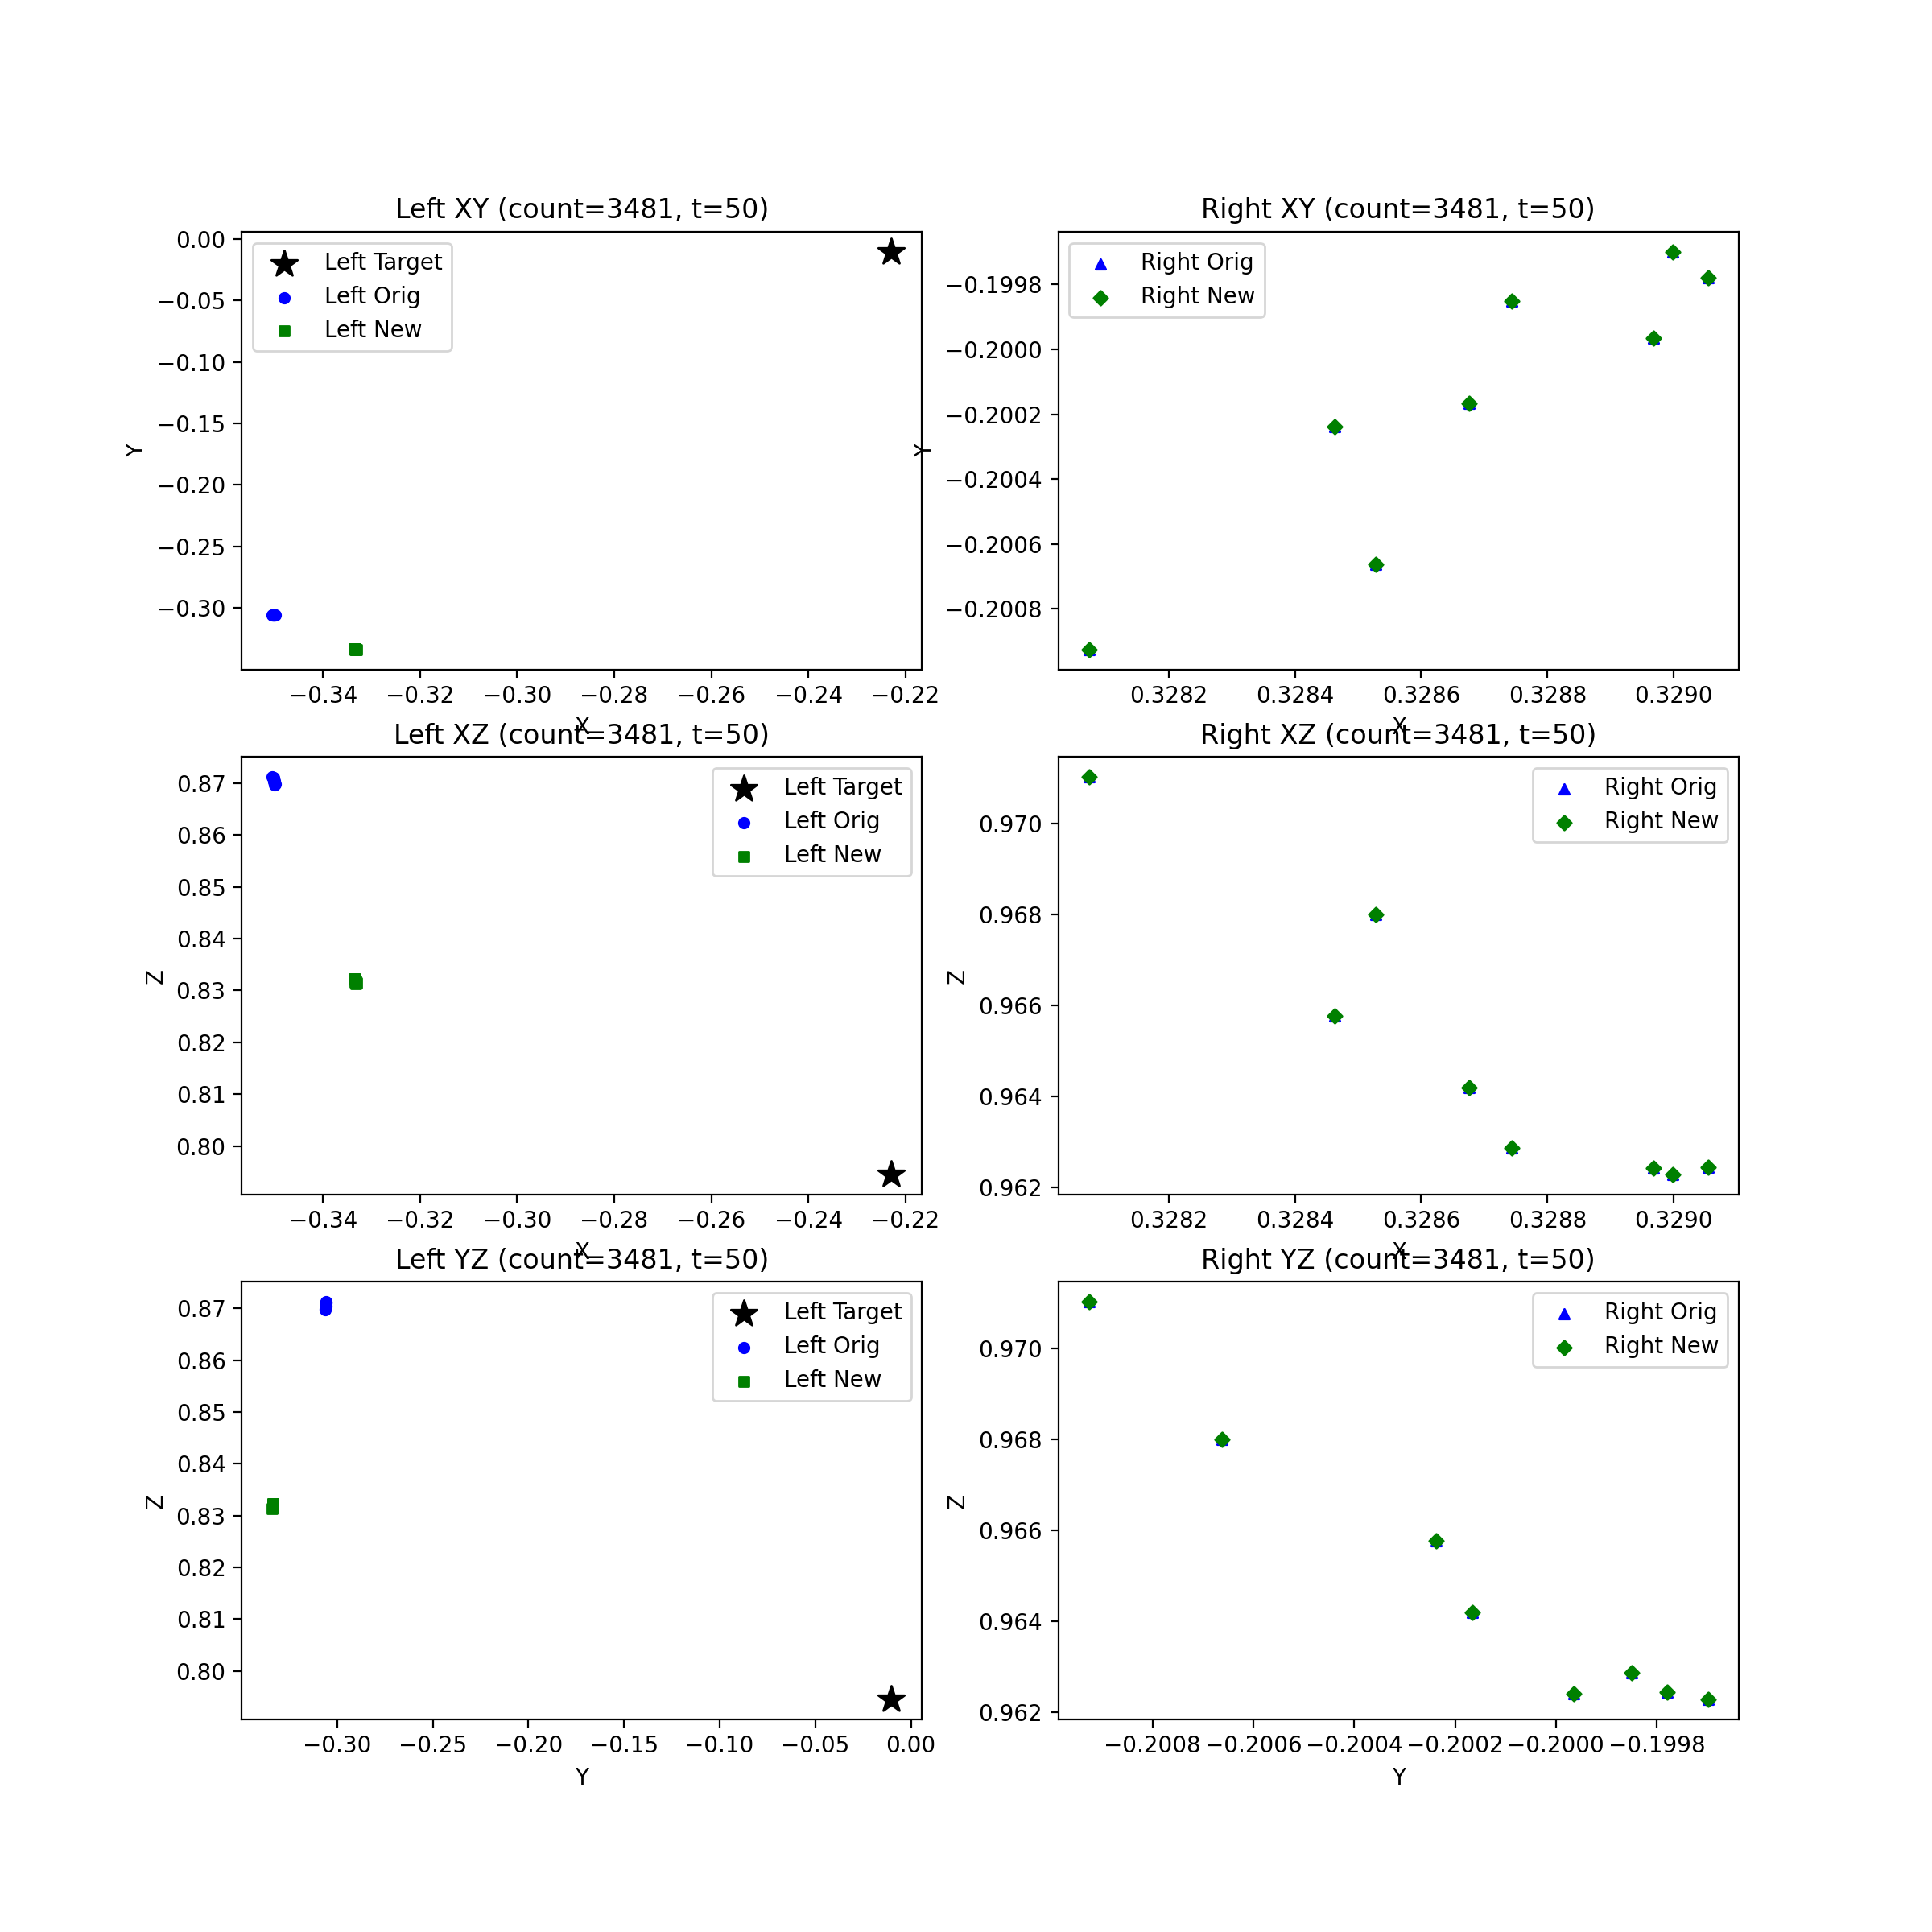 Left XY (count=3481, t=50)
Right XY (count=3481, t=50)
0.00
−0.05
−0.10
−0.15
−0.20
−0.25
−0.30
Y
Left Target
Left Orig
Left New
−0.34 −0.32 −0.30 −0.28 −0.26 −0.24 −0.22
X
−0.1998
−0.2000
−0.2002
−0.2004
−0.2006
−0.2008
Y
Right Orig
Right New
0.3282 0.3284 0.3286 0.3288 0.3290
X
Left XZ (count=3481, t=50)
Right XZ (count=3481, t=50)
0.87
0.86
0.85
0.84
0.83
0.82
0.81
0.80
Z
Left Target
Left Orig
Left New
−0.34 −0.32 −0.30 −0.28 −0.26 −0.24 −0.22
X
0.970
0.968
0.966
0.964
0.962
Z
Right Orig
Right New
0.3282 0.3284 0.3286 0.3288 0.3290
X
Left YZ (count=3481, t=50)
Right YZ (count=3481, t=50)
0.87
0.86
0.85
0.84
0.83
0.82
0.81
0.80
Z
Left Target
Left Orig
Left New
−0.30 −0.25 −0.20 −0.15 −0.10 −0.05 0.00
Y
0.970
0.968
0.966
0.964
0.962
Z
Right Orig
Right New
−0.2008 −0.2006 −0.2004 −0.2002 −0.2000 −0.1998
Y